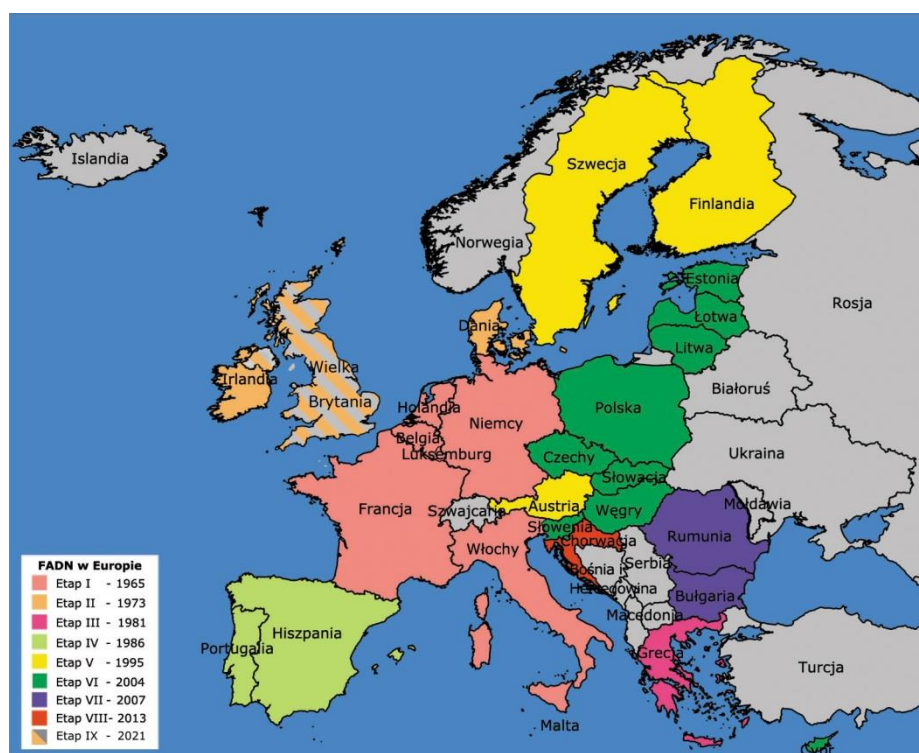 Islandia
Szwecja
Finlandia
Norwegia
Estonia
Rosja
Łotwa
Dania
Litwa
Wielka
Brytania
Irlandia
Białoruś
Holandia
Niemcy
Polska
Belgia
Luksemburg
Czechy
Ukraina
Słowacja
Francja
Szwajcaria
Austria
Węgry
Mołdawia
Słowenia
Chorwacja
Rumunia
Włochy
Bośnia i
Hercegowina
Serbia
Bułgaria
Macedonia
Hiszpania
Portugalia
Grecja
Turcja
Malta
FADN w Europie
Etap I - 1965
Etap II - 1973
Etap III - 1981
Etap IV - 1986
Etap V - 1995
Etap VI - 2004
Etap VII - 2007
Etap VIII- 2013
Etap IX - 2021